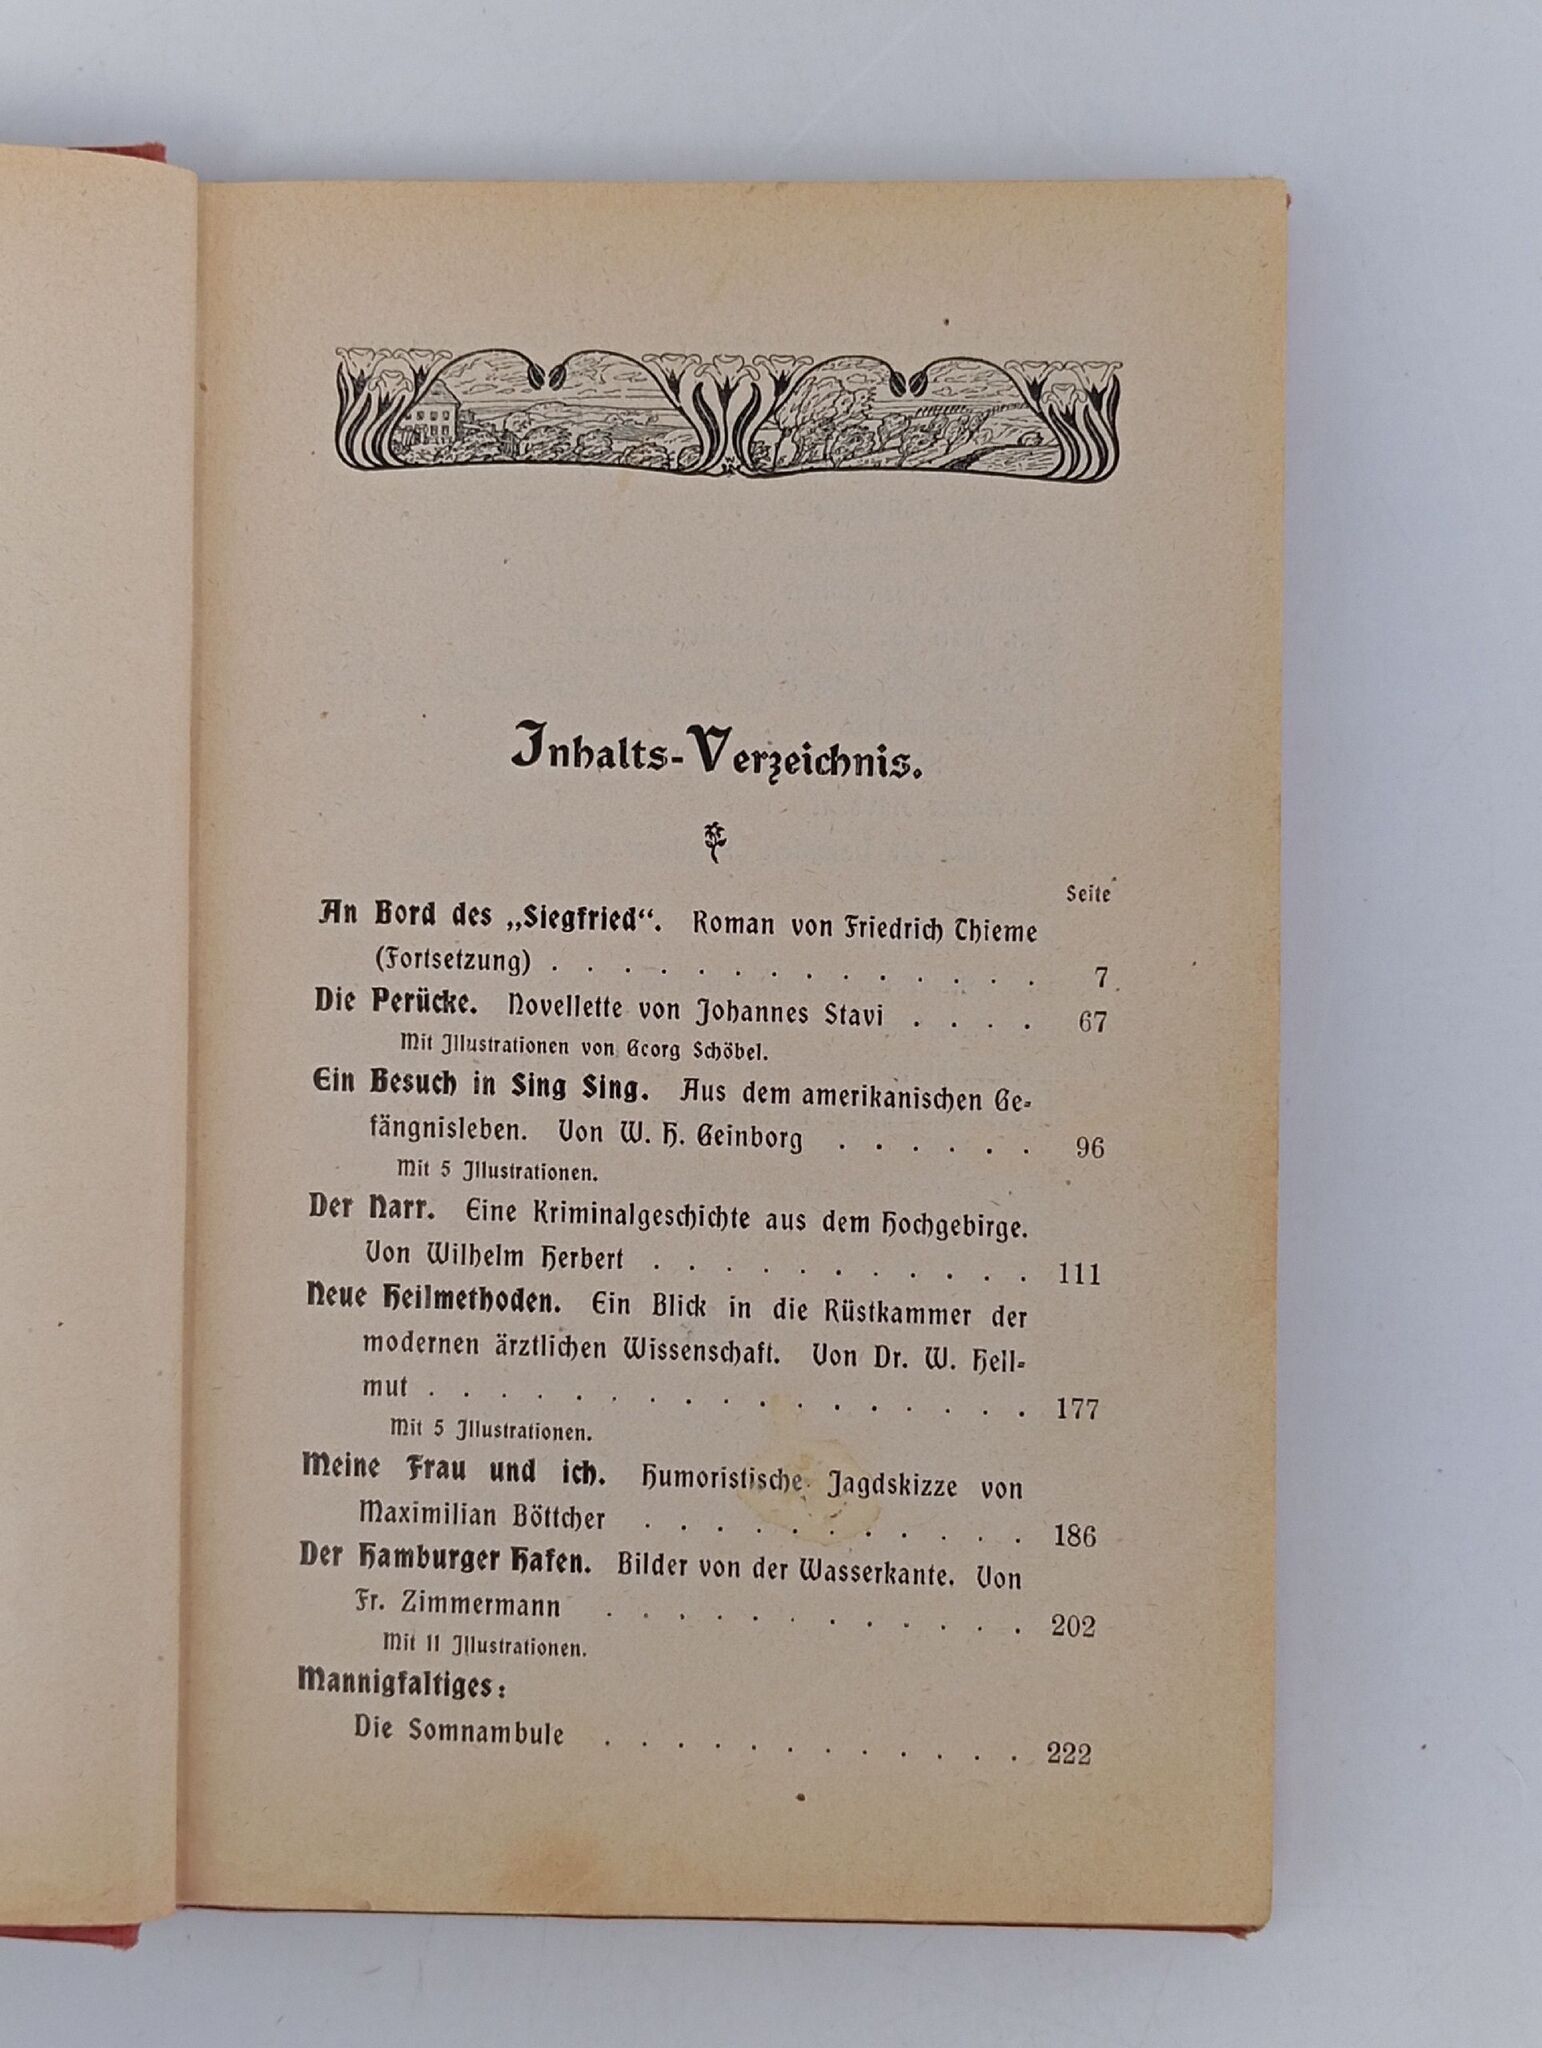 Inhalts-Verzeichnis.
Seite
An Bord des „Siegfried“. Roman von Friedrich Thieme
(Fortsetzung) . . . . . . . . . . . . . . 7
Die Perücke. Novellette von Johannes Stavi . . . . 67
Mit Illustrationen von Georg Schöbel.
Ein Besuch in Sing Sing. Aus dem amerikanischen Ge-
fängnisleben. Von W. H. Geinborg . . . . . . 96
Mit 5 Illustrationen.
Der Narr. Eine Kriminalgeschichte aus dem Hochgebirge.
Von Wilhelm Herbert . . . . . . . . . . . 111
Neue Heilmethoden. Ein Blick in die Rüstkammer der
modernen ärztlichen Wissenschaft. Von Dr. W. Hell-
mut . . . . . . . . . . . . . . . . . 177
Mit 5 Illustrationen.
Meine Frau und ich. Humoristische Jagdskizze von
Maximilian Böttcher . . . . . . . . . . . 186
Der Hamburger Hafen. Bilder von der Wasserkante. Von
Fr. Zimmermann . . . . . . . . . . . . 202
Mit 11 Illustrationen.
Mannigfaltiges:
Die Somnambule . . . . . . . . . . . . 222